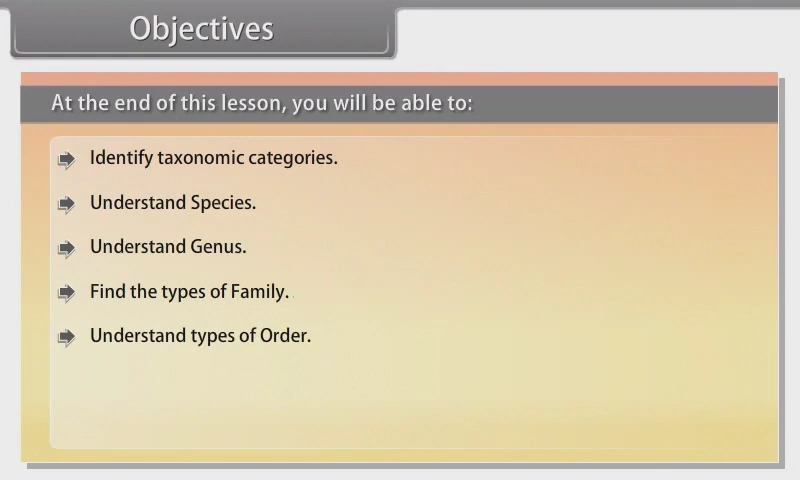 Objectives
At the end of this lesson, you will be able to:
Identify taxonomic categories.
Understand Species.
Understand Genus.
Find the types of Family.
Understand types of Order.